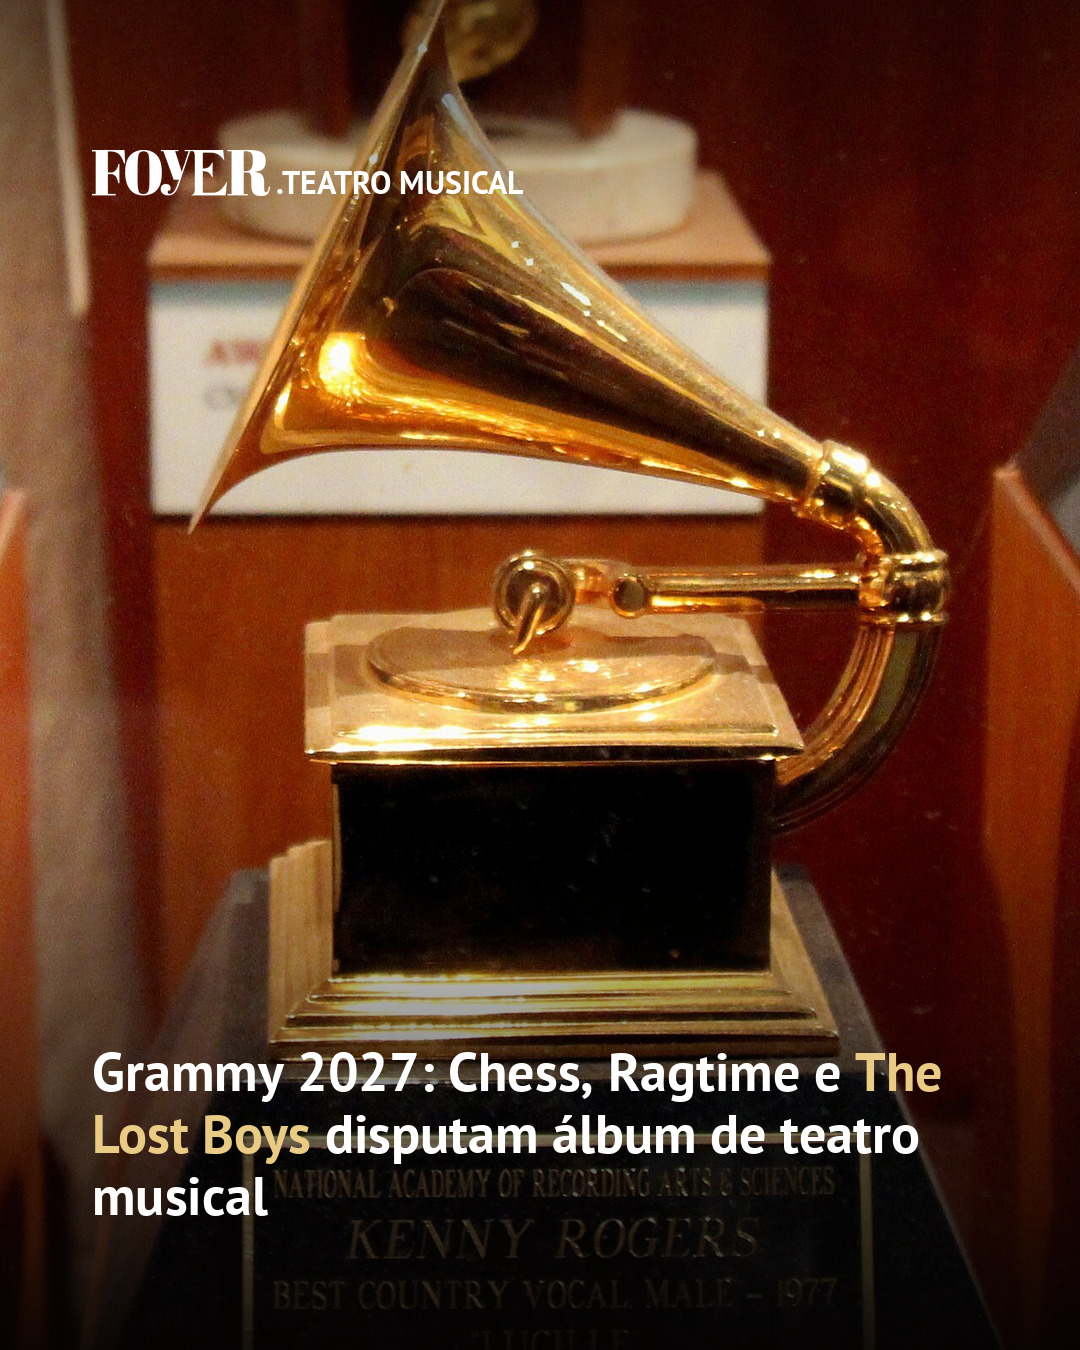 FOYER .TEATRO MUSICAL
Grammy 2027: Chess, Ragtime e The
Lost Boys disputam álbum de teatro
musical
NATIONAL ACADEMY OF RECORDING ARTS & SCIENCES
KENNY ROGERS
BEST COUNTRY VOCAL, MALE – 1977
"LUCILLE"